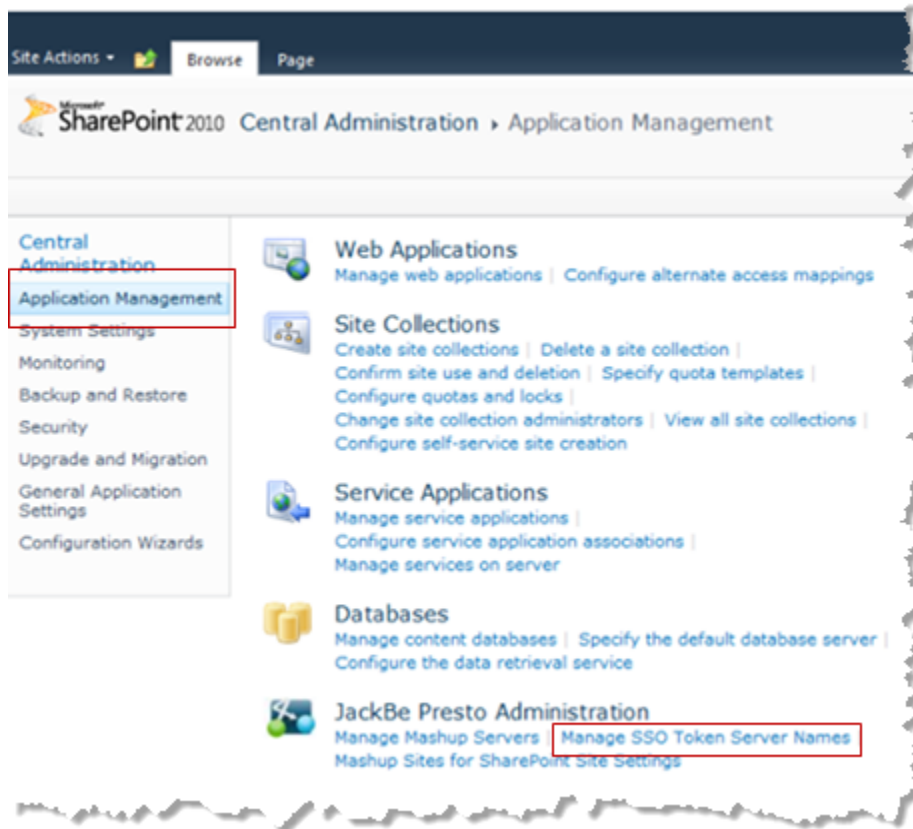 Site Actions Browse Page
Microsoft
SharePoint 2010 Central Administration Application Management
Central
Administration
Application Management
System Settings
Monitoring
Backup and Restore
Security
Upgrade and Migration
General Application
Settings
Configuration Wizards
Web Applications
Manage web applications | Configure alternate access mappings
Site Collections
Create site collections | Delete a site collection |
Confirm site use and deletion | Specify quota templates |
Configure quotas and locks |
Change site collection administrators | View all site collections |
Configure self-service site creation
Service Applications
Manage service applications |
Configure service application associations |
Manage services on server
Databases
Manage content databases | Specify the default database server |
Configure the data retrieval service
JackBe Presto Administration
Manage Mashup Servers | Manage SSO Token Server Names
Mashup Sites for SharePoint Site Settings